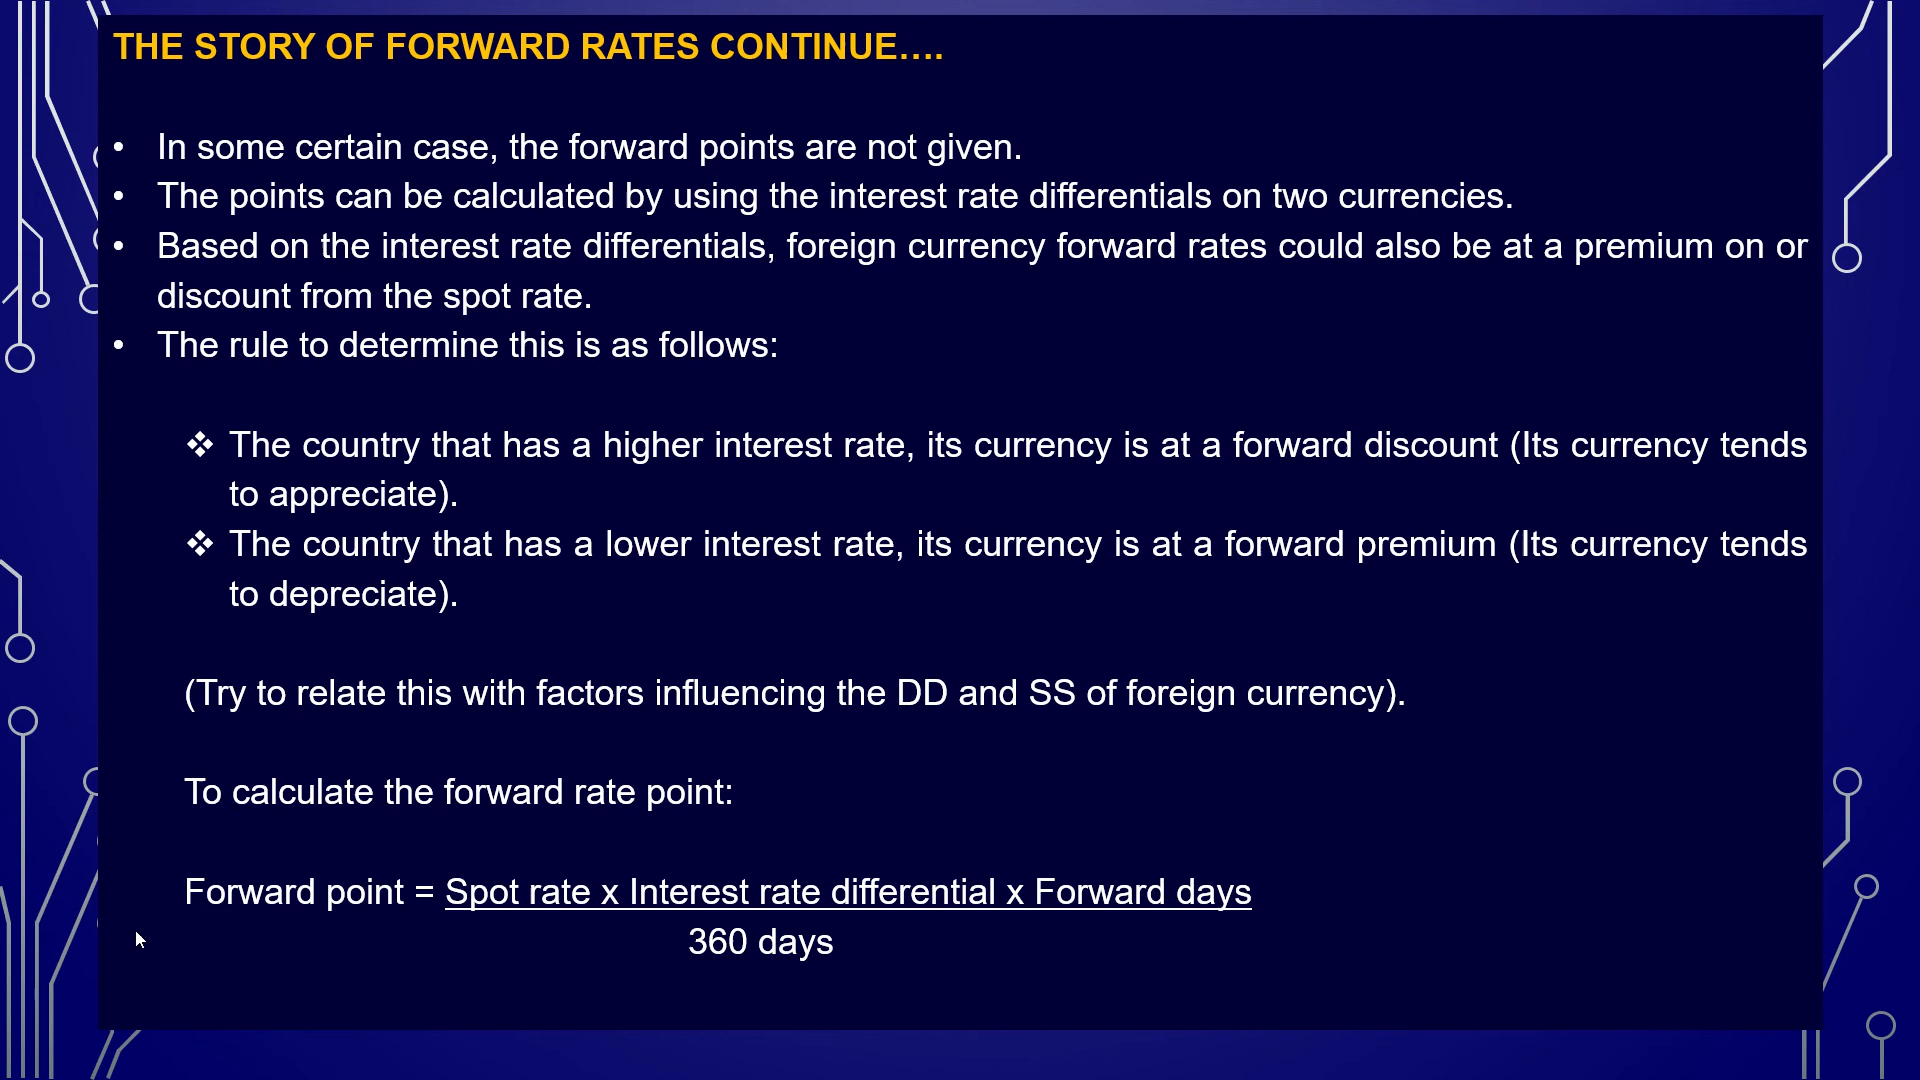 THE STORY OF FORWARD RATES CONTINUE….
• In some certain case, the forward points are not given.
• The points can be calculated by using the interest rate differentials on two currencies.
• Based on the interest rate differentials, foreign currency forward rates could also be at a premium on or
discount from the spot rate.
• The rule to determine this is as follows:
❖ The country that has a higher interest rate, its currency is at a forward discount (Its currency tends
to appreciate).
❖ The country that has a lower interest rate, its currency is at a forward premium (Its currency tends
to depreciate).
(Try to relate this with factors influencing the DD and SS of foreign currency).
To calculate the forward rate point:
Forward point = Spot rate x Interest rate differential x Forward days
360 days